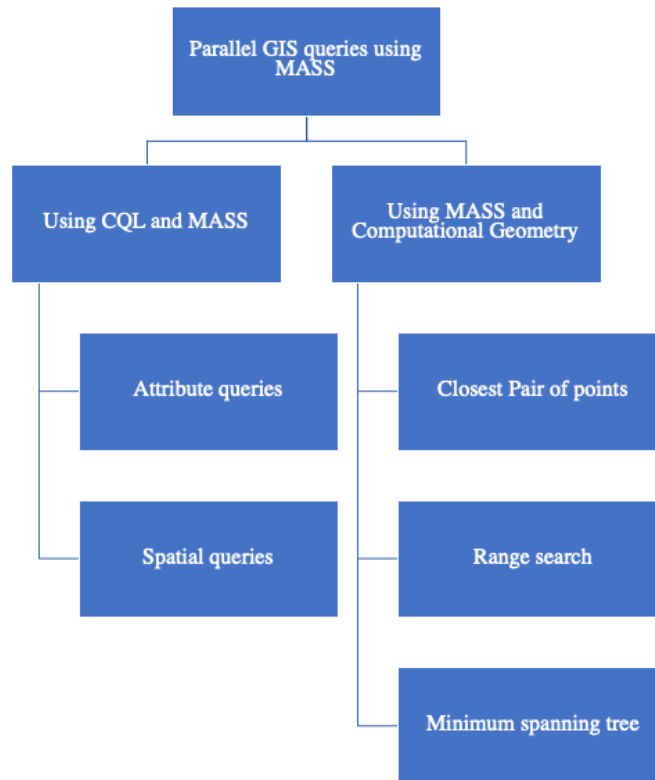 Parallel GIS queries using
MASS
Using CQL and MASS
Using MASS and
Computational Geometry
Attribute queries
Closest Pair of points
Spatial queries
Range search
Minimum spanning tree